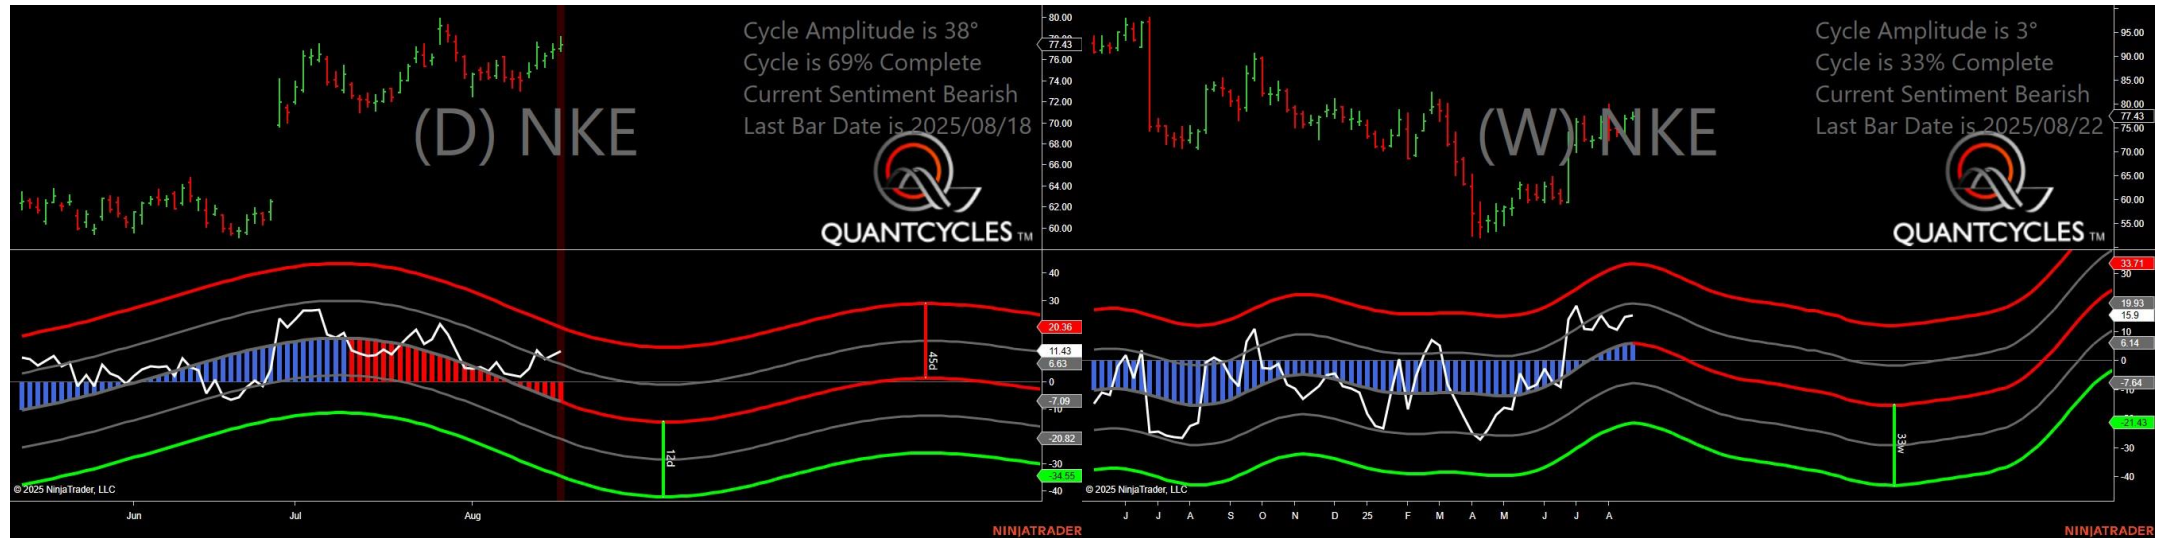 Cycle Amplitude is 38°
Cycle is 69% Complete
Current Sentiment Bearish
Last Bar Date is 2025/08/18
(D) NKE
QUANTCYCLES TM
80.00
77.43
76.00
74.00
72.00
70.00
68.00
66.00
64.00
62.00
60.00
40
30
20.36
11.43
6.63
0
-7.09
-10
-20.82
-30
-34.55
-40
45d
12d
© 2025 NinjaTrader, LLC
Jun
Jul
Aug
NINJATRADER
Cycle Amplitude is 3°
Cycle is 33% Complete
Current Sentiment Bearish
Last Bar Date is 2025/08/22
(W) NKE
QUANTCYCLES TM
95.00
90.00
85.00
80.00
77.43
75.00
70.00
65.00
60.00
55.00
33.71
30
19.93
15.9
10
6.14
0
-7.64
-21.43
-30
-40
33w
© 2025 NinjaTrader, LLC
J J A S O N D 25 F M A M J J A
NINJATRADER